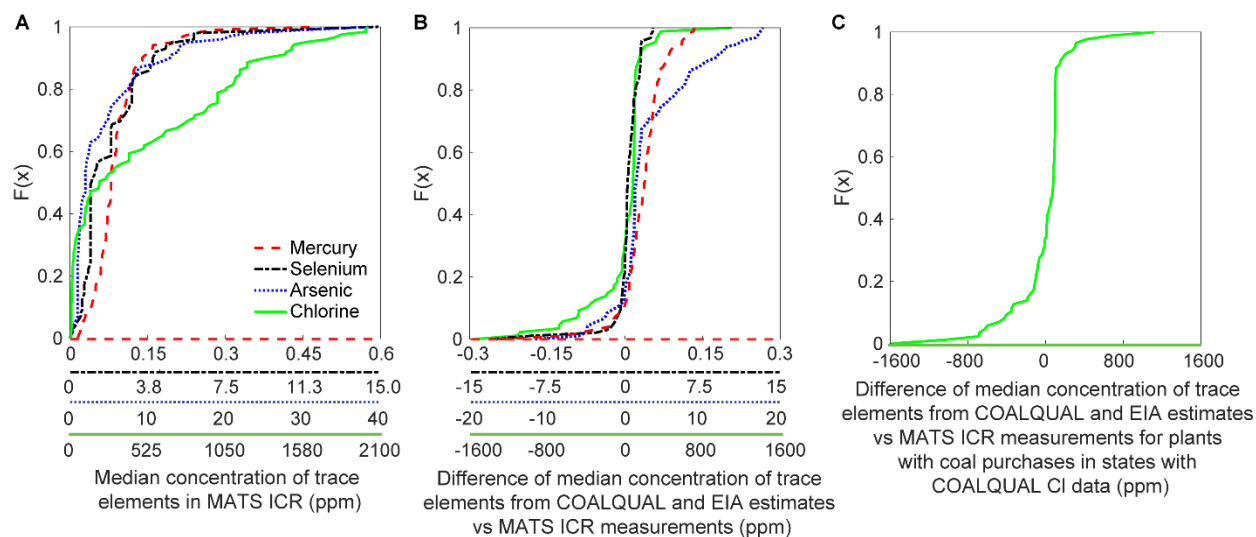 A
F(x)
1
0.8
0.6
0.4
0.2
0
Mercury
Selenium
Arsenic
Chlorine
0 0.15 0.3 0.45 0.6
0 3.8 7.5 11.3 15.0
0 10 20 30 40
0 525 1050 1580 2100
Median concentration of trace
elements in MATS ICR (ppm)
B
F(x)
1
0.8
0.6
0.4
0.2
0
-0.3 -0.15 0 0.15 0.3
-15 -7.5 0 7.5 15
-20 -10 0 10 20
-1600 -800 0 800 1600
Difference of median concentration of trace
elements from COALQUAL and EIA estimates
vs MATS ICR measurements (ppm)
C
F(x)
1
0.8
0.6
0.4
0.2
0
-1600 -800 0 800 1600
Difference of median concentration of trace
elements from COALQUAL and EIA estimates
vs MATS ICR measurements for plants
with coal purchases in states with
COALQUAL Cl data (ppm)